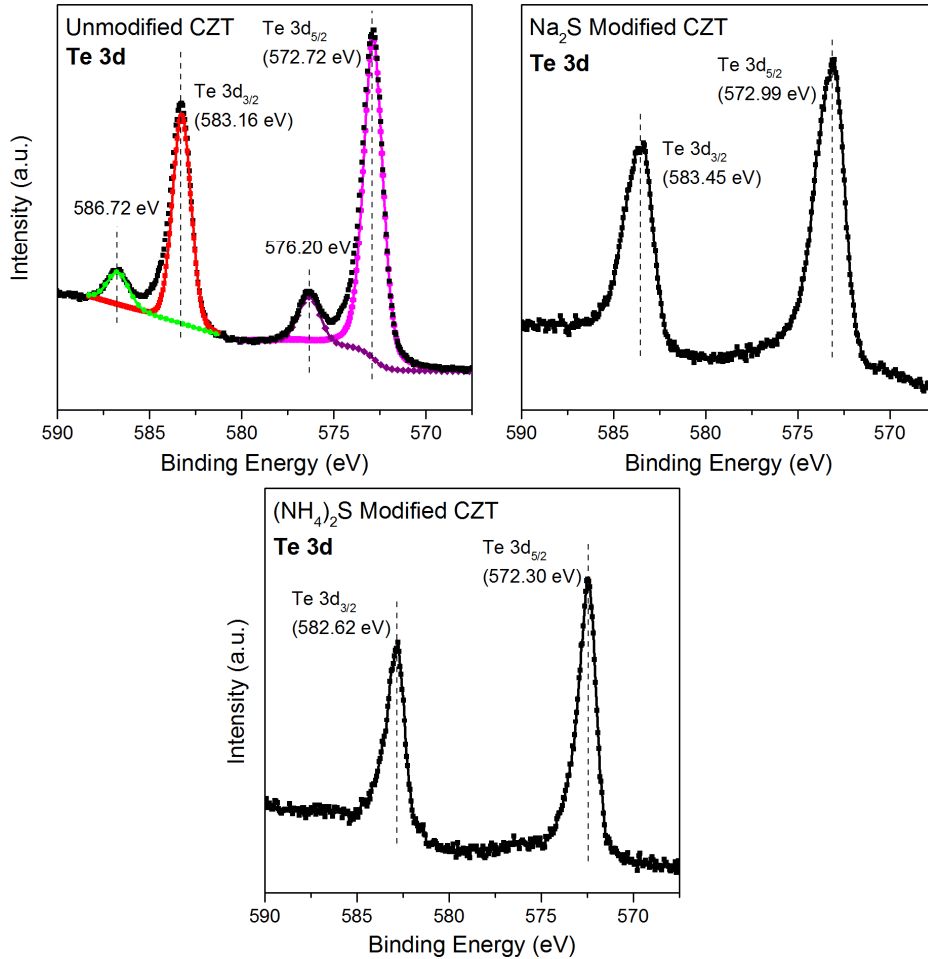 Unmodified CZT
Te 3d
Te 3d5/2
(572.72 eV)
Te 3d3/2
(583.16 eV)
586.72 eV
576.20 eV
Intensity (a.u.)
590 585 580 575 570
Binding Energy (eV)
Na2S Modified CZT
Te 3d
Te 3d5/2
(572.99 eV)
Te 3d3/2
(583.45 eV)
Intensity (a.u.)
590 585 580 575 570
Binding Energy (eV)
(NH4)2S Modified CZT
Te 3d
Te 3d5/2
(572.30 eV)
Te 3d3/2
(582.62 eV)
Intensity (a.u.)
590 585 580 575 570
Binding Energy (eV)